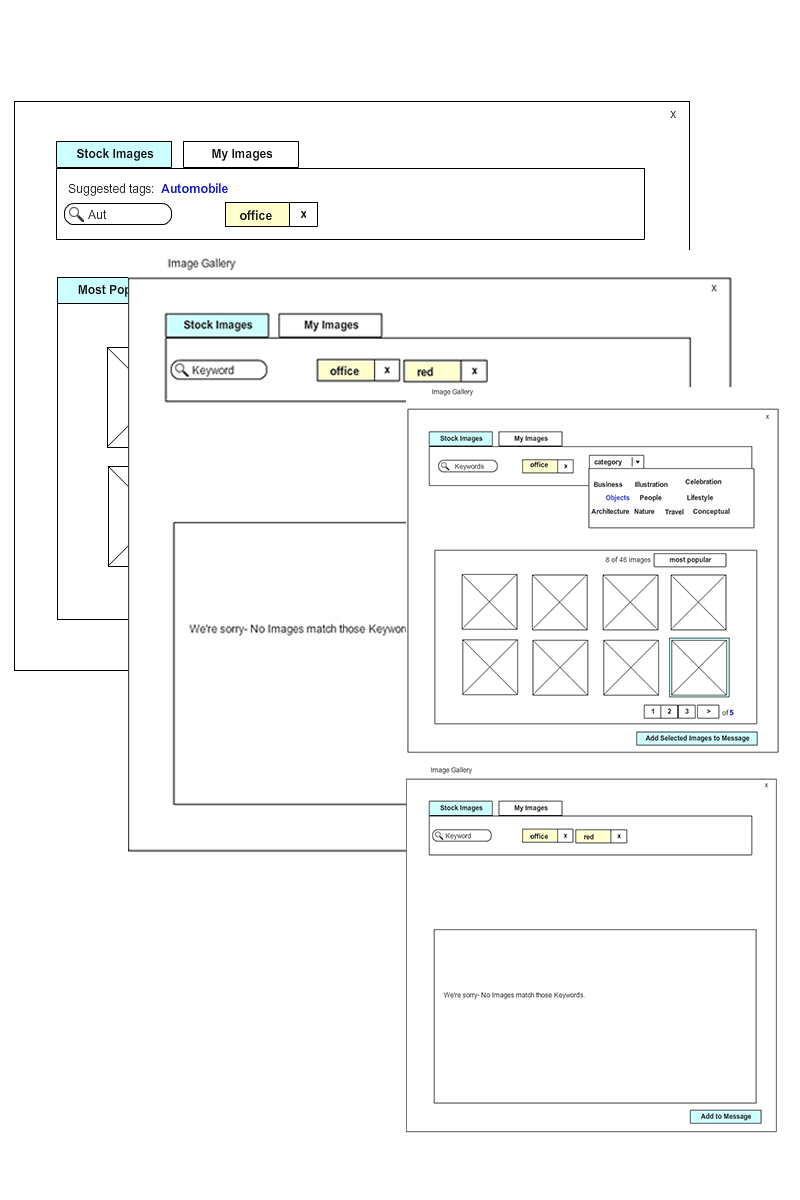 X
Stock Images My Images
Suggested tags: Automobile
Aut office x
Most Pop
Image Gallery
X
Stock Images My Images
Keyword office x red x
We're sorry- No Images match those Keywor
Image Gallery
x
Stock Images My Images
Keywords office x category
Business Illustration Celebration
Objects People Lifestyle
Architecture Nature Travel Conceptual
8 of 45 images most popular
1 2 3 > of 5
Add Selected Images to Message
Image Gallery
x
Stock Images My Images
Keyword office x red x
We're sorry- No Images match those Keywords.
Add to Message